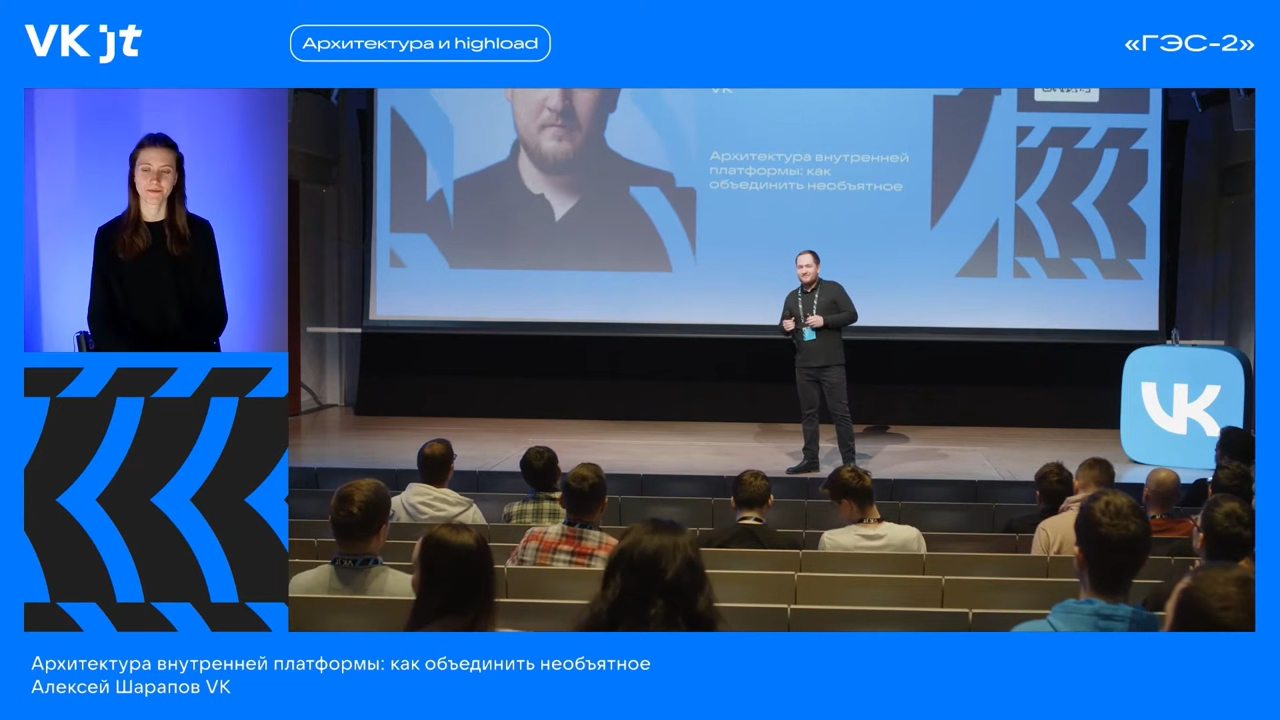 VK jt
Архитектура и highload
«ГЭС-2»
VK
Архитектура внутренней
платформы: как
объединить необъятное
VK
Архитектура внутренней платформы: как объединить необъятное
Алексей Шарапов VK